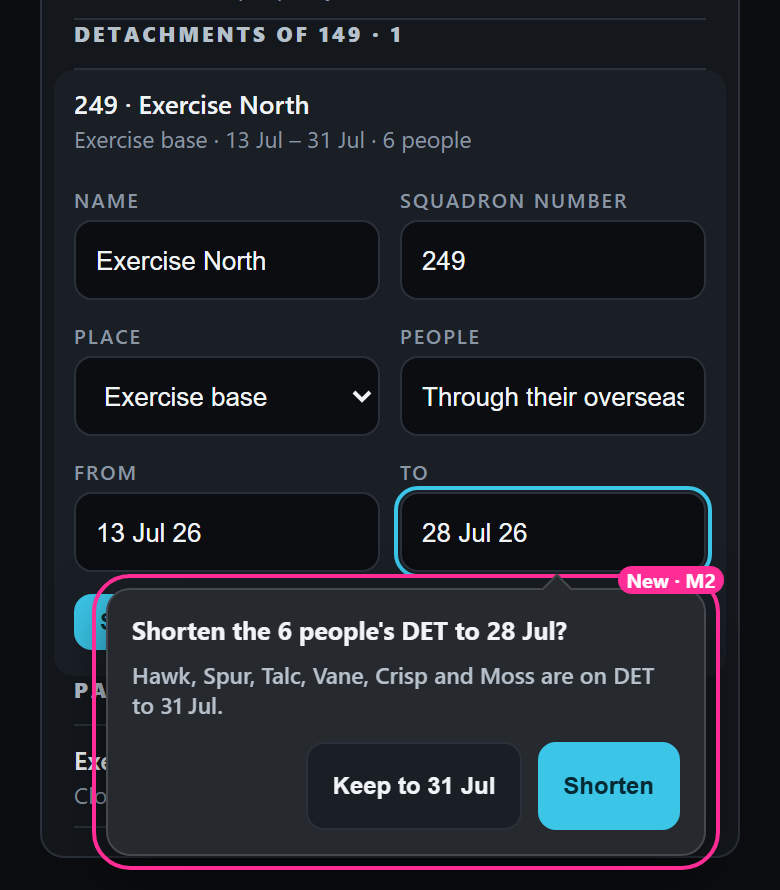 DETACHMENTS OF 149 · 1
249 · Exercise North
Exercise base · 13 Jul – 31 Jul · 6 people
NAME
SQUADRON NUMBER
Exercise North
249
PLACE
PEOPLE
Exercise base
Through their overseas
FROM
TO
13 Jul 26
28 Jul 26
New · M2
Shorten the 6 people's DET to 28 Jul?
Hawk, Spur, Talc, Vane, Crisp and Moss are on DET
to 31 Jul.
Keep to 31 Jul
Shorten